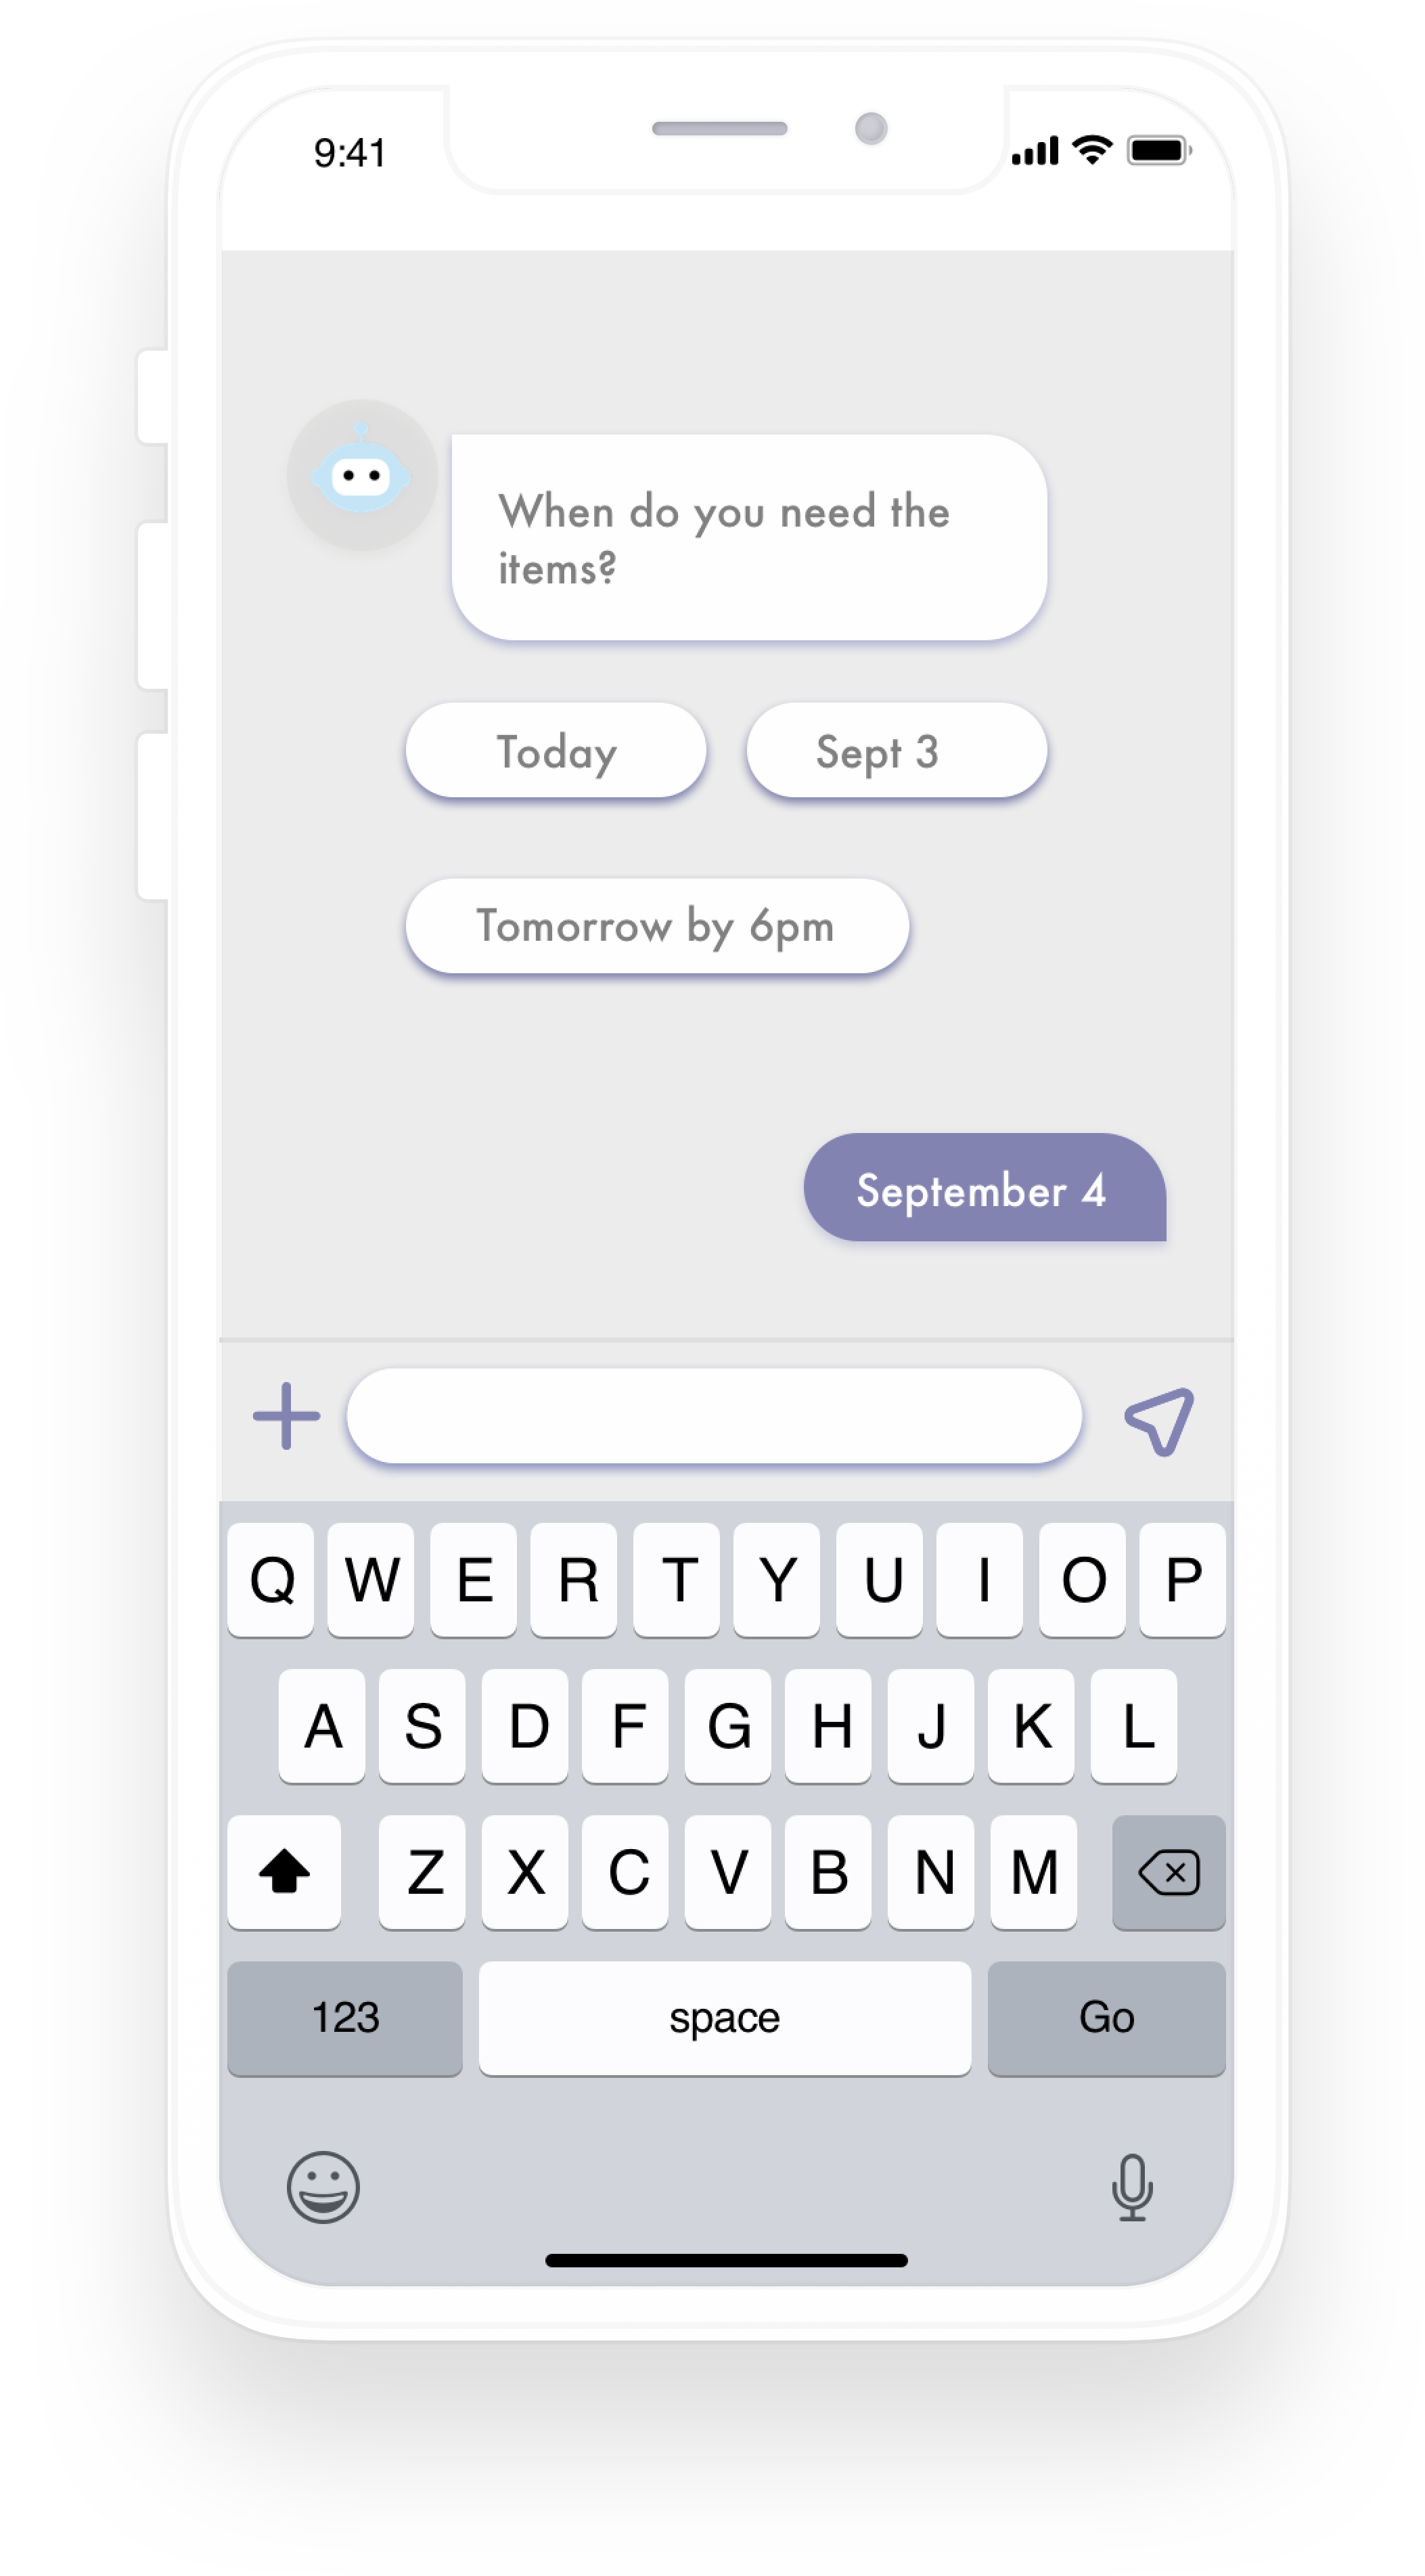 9:41
When do you need the
items?
Today
Sept 3
Tomorrow by 6pm
September 4
Q W E R T Y U I O P
A S D F G H J K L
Z X C V B N M
123 space Go